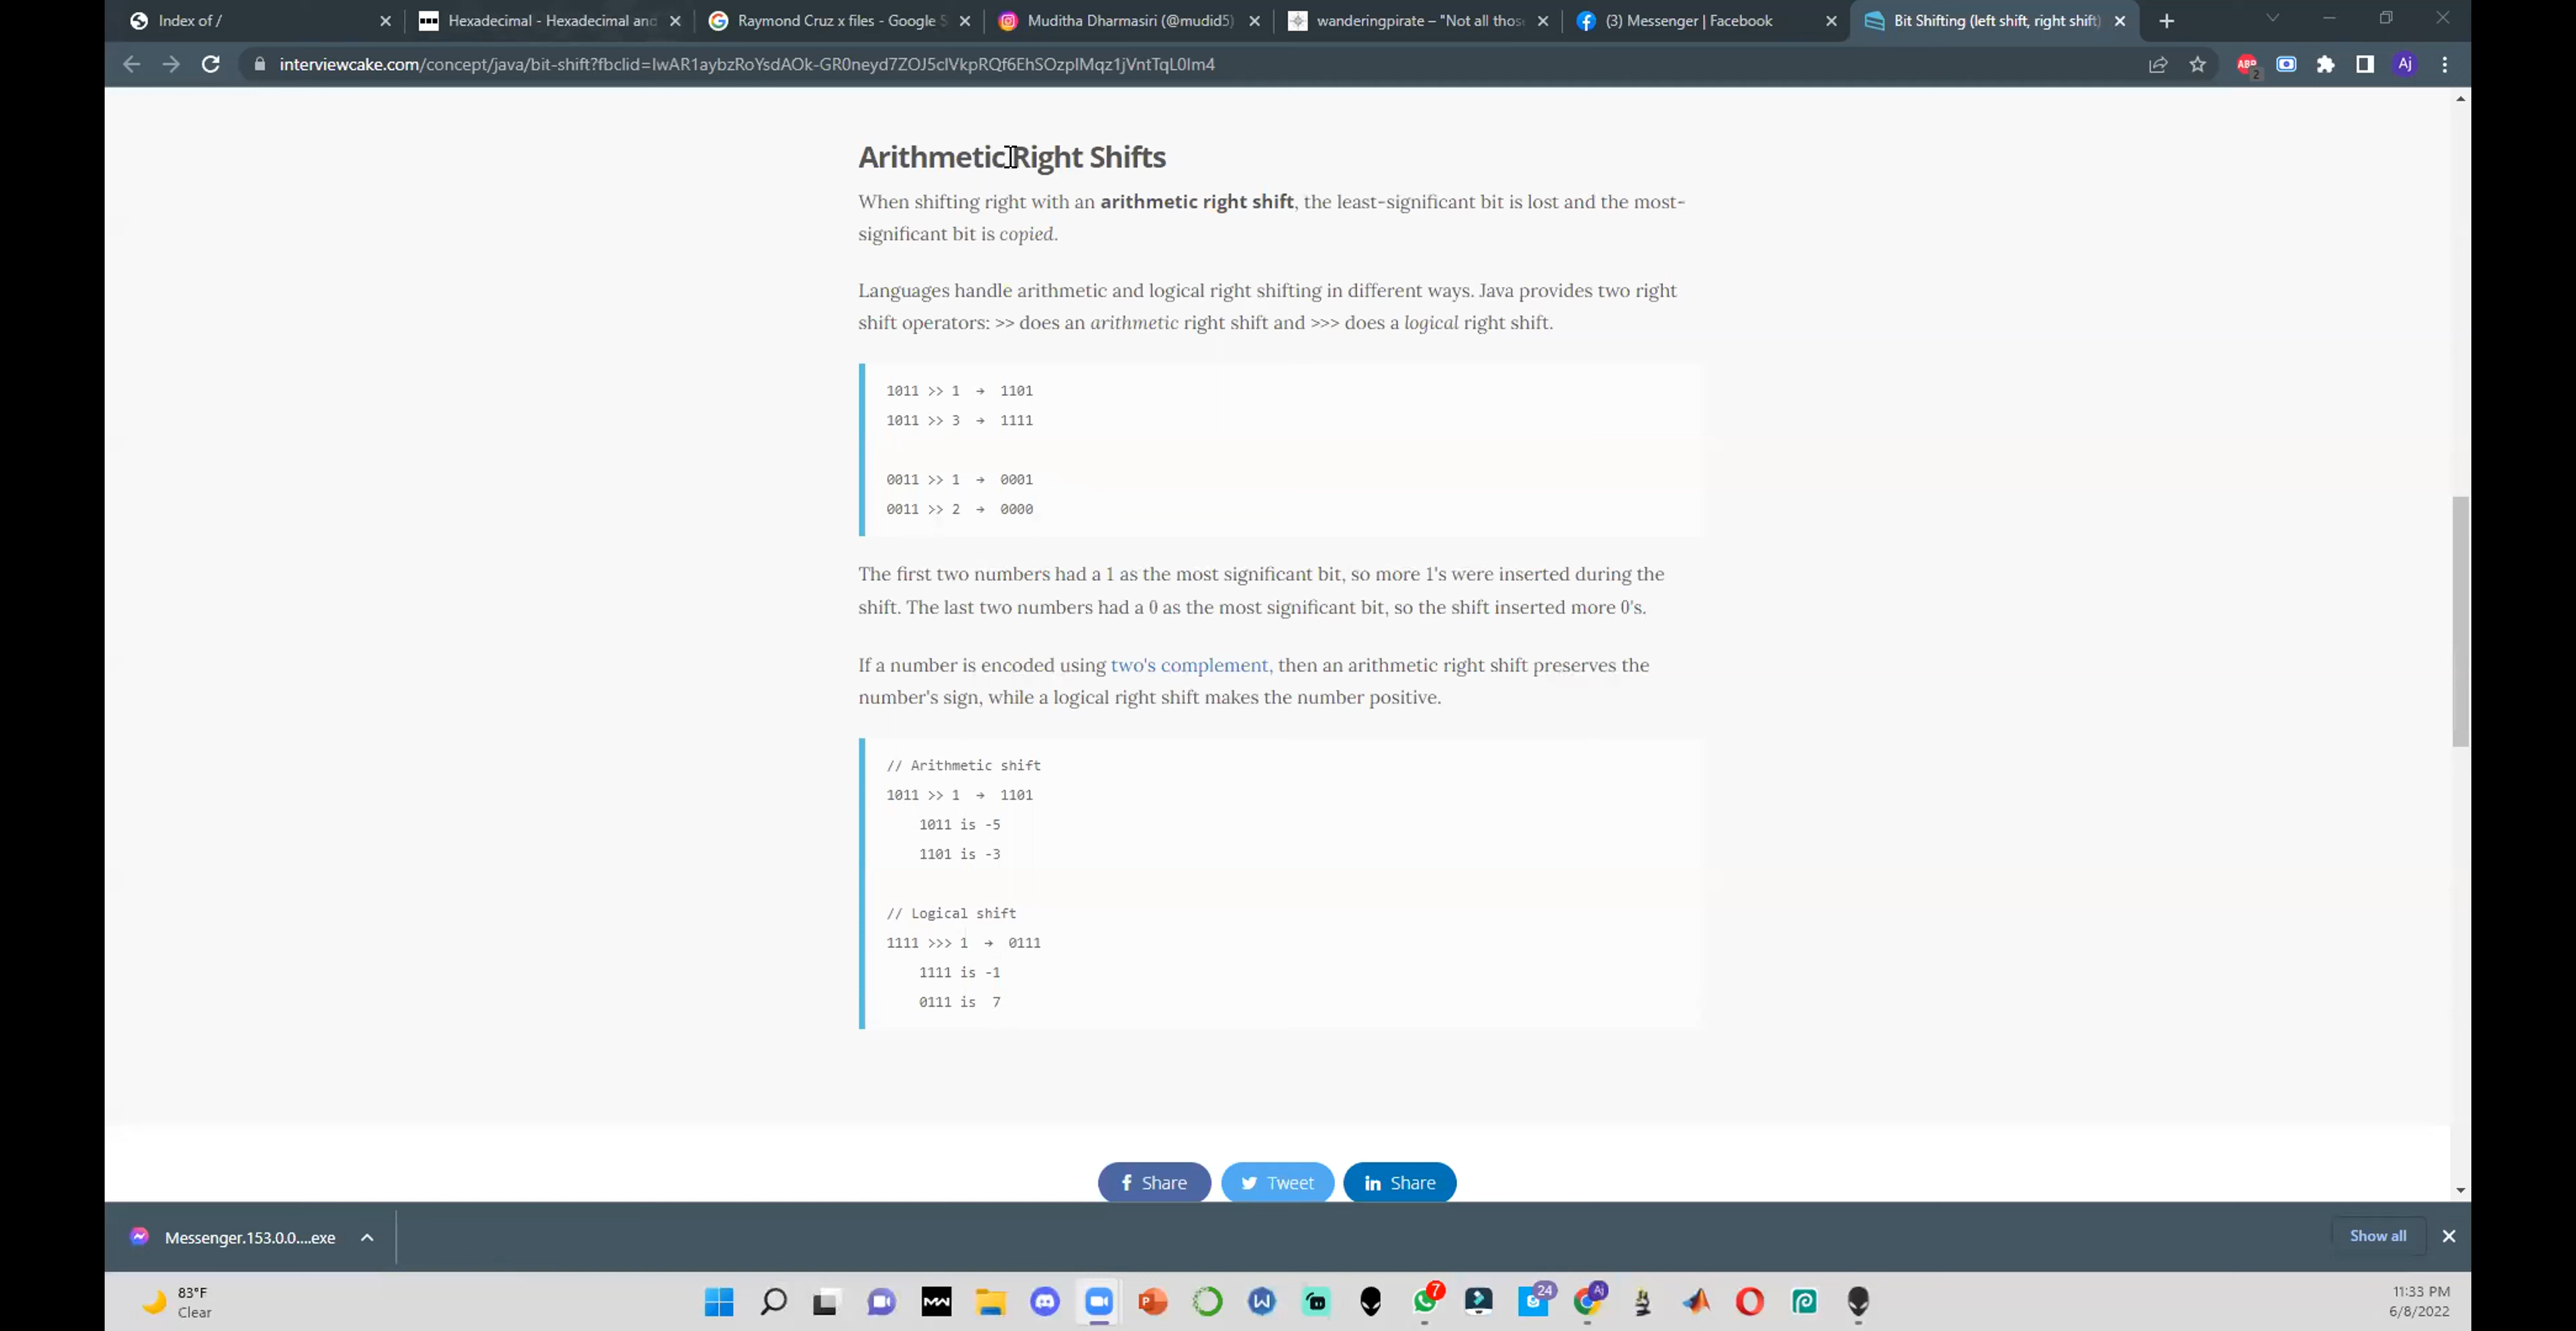 Index of /
Hexadecimal - Hexadecimal and
Raymond Cruz x files - Google S
Muditha Dharmasiri (@mudid5)
wanderingpirate – "Not all thos
(3) Messenger | Facebook
Bit Shifting (left shift, right shift)
interviewcake.com/concept/java/bit-shift?fbclid=IwAR1aybzRoYsdAOk-GR0neyd7ZOJ5clVkpRQf6EhSOzpIMqz1jVntTqL0Im4
ABP
2
Aj
Arithmetic Right Shifts
When shifting right with an arithmetic right shift, the least-significant bit is lost and the most-
significant bit is copied.
Languages handle arithmetic and logical right shifting in different ways. Java provides two right
shift operators: >> does an arithmetic right shift and >>> does a logical right shift.
1011 >> 1 → 1101
1011 >> 3 → 1111
0011 >> 1 → 0001
0011 >> 2 → 0000
The first two numbers had a 1 as the most significant bit, so more 1's were inserted during the
shift. The last two numbers had a 0 as the most significant bit, so the shift inserted more 0's.
If a number is encoded using two's complement, then an arithmetic right shift preserves the
number's sign, while a logical right shift makes the number positive.
// Arithmetic shift
1011 >> 1 → 1101
1011 is -5
1101 is -3
// Logical shift
1111 >>> 1 → 0111
1111 is -1
0111 is 7
Share
Tweet
Share
Messenger.153.0.0....exe
Show all
83°F
Clear
7
24
Aj
11:33 PM
6/8/2022